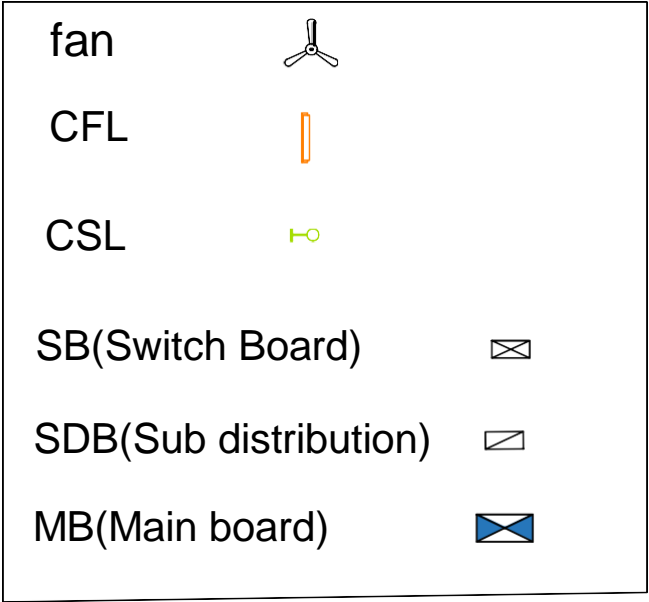 fan
CFL
CSL
SB(Switch Board)
SDB(Sub distribution)
MB(Main board)